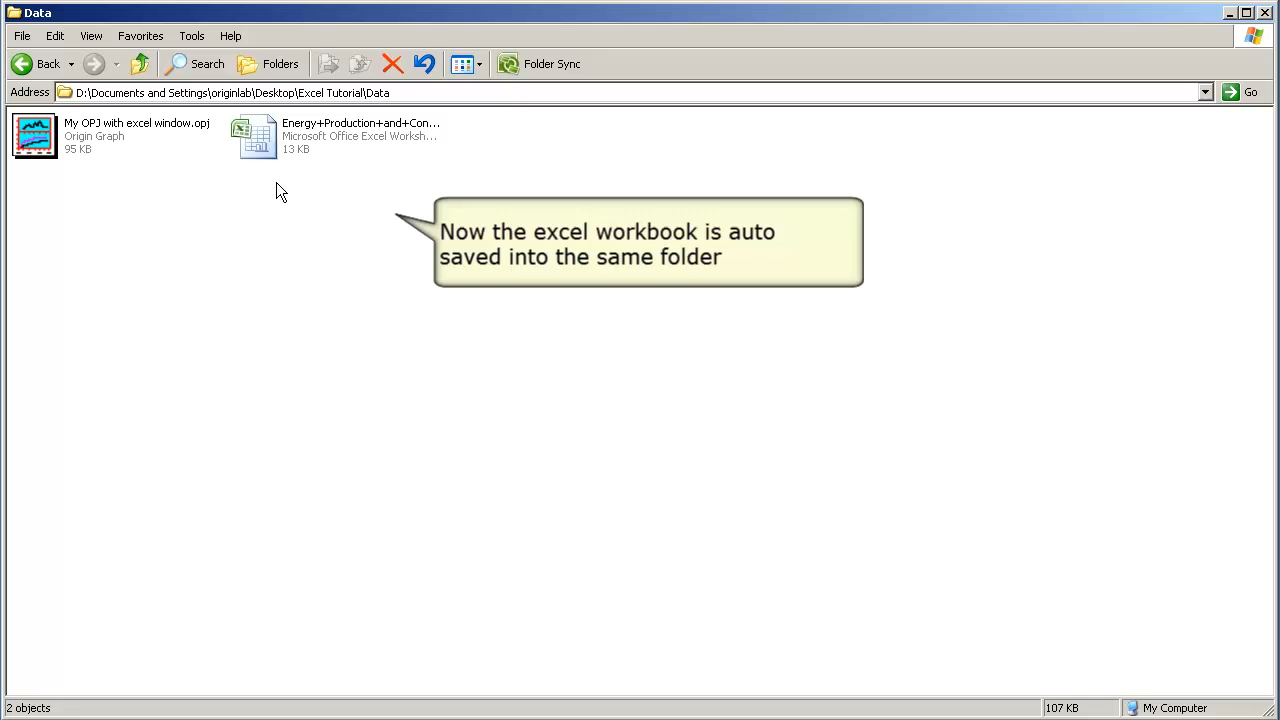 Data
File Edit View Favorites Tools Help
Back Search Folders Folder Sync
Address D:\Documents and Settings\originlab\Desktop\Excel Tutorial\Data Go
My OPJ with excel window.opj
Origin Graph
95 KB
Energy+Production+and+Con...
Microsoft Office Excel Worksh...
13 KB
Now the excel workbook is auto
saved into the same folder
2 objects 107 KB My Computer